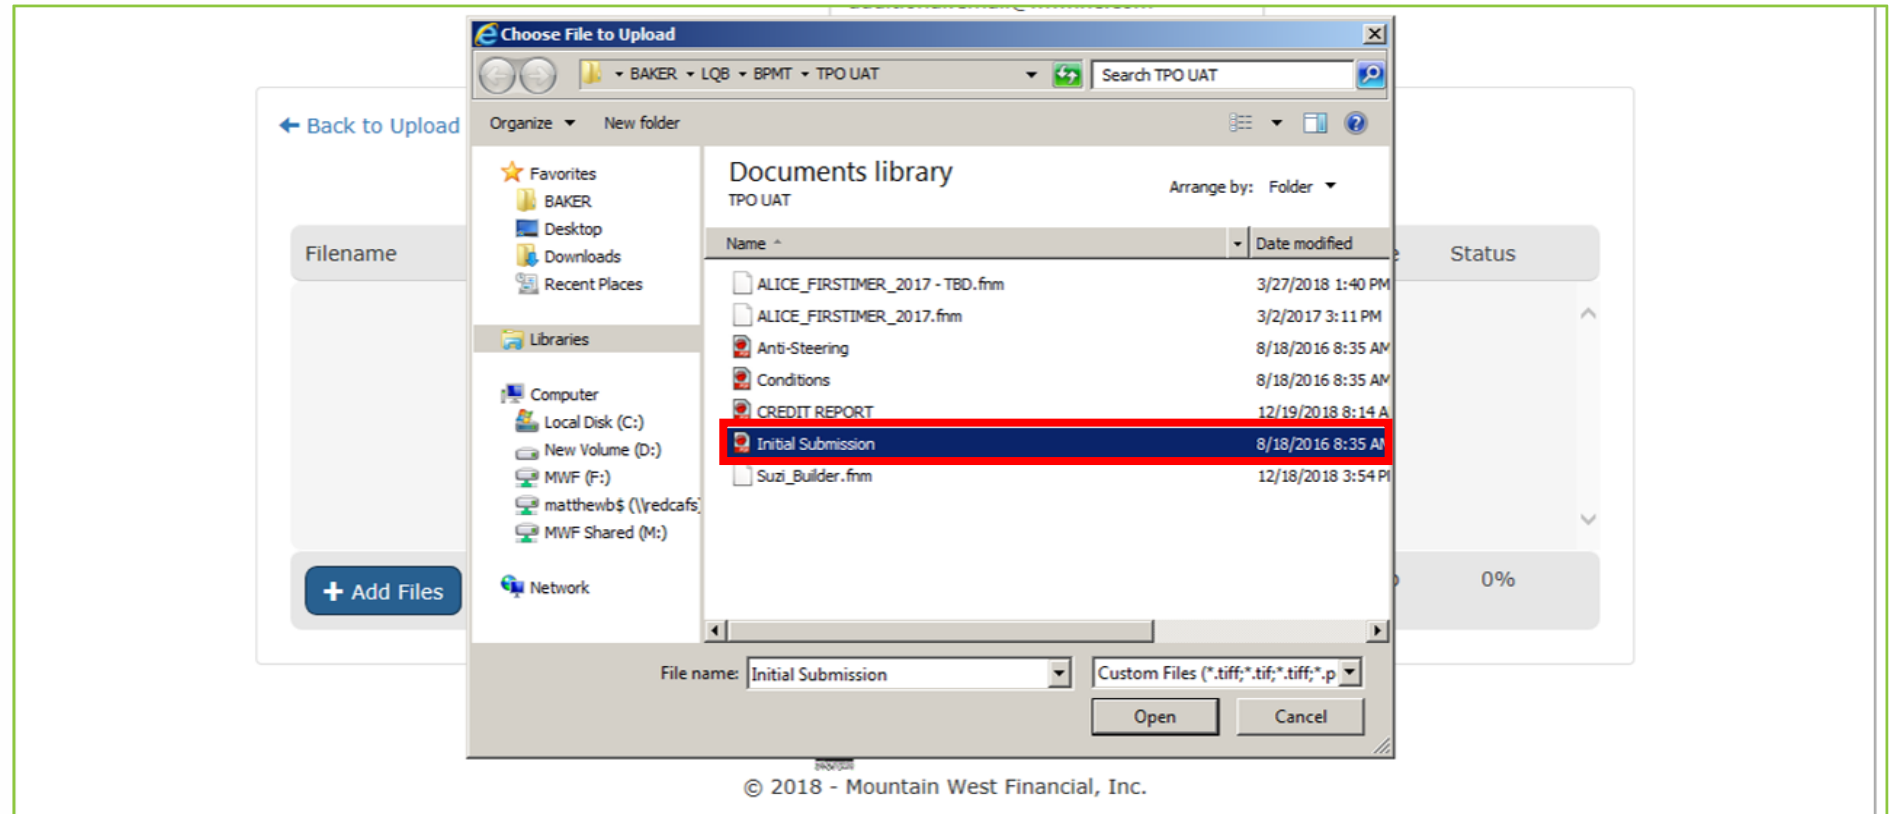 Choose File to Upload
BAKER LQB BPMT TPO UAT
Search TPO UAT
Back to Upload
Organize
New folder
Favorites
BAKER
Desktop
Downloads
Recent Places
Libraries
Computer
Local Disk (C:)
New Volume (D:)
MWF (F:)
matthewb$ (\\redcafs)
MWF Shared (M:)
Network
Documents library
TPO UAT
Arrange by: Folder
Name Date modified
ALICE_FIRSTIMER_2017 - TBD.fnm 3/27/2018 1:40 PM
ALICE_FIRSTIMER_2017.fnm 3/2/2017 3:11 PM
Anti-Steering 8/18/2016 8:35 AM
Conditions 8/18/2016 8:35 AM
CREDIT REPORT 12/19/2018 8:14 A
Initial Submission 8/18/2016 8:35 AM
Suzi_Builder.fnm 12/18/2018 3:54 P
Filename
Status
+ Add Files
0%
File name: Initial Submission
Custom Files (*.tiff;*.tif;*.tiff;*.p
Open
Cancel
© 2018 - Mountain West Financial, Inc.